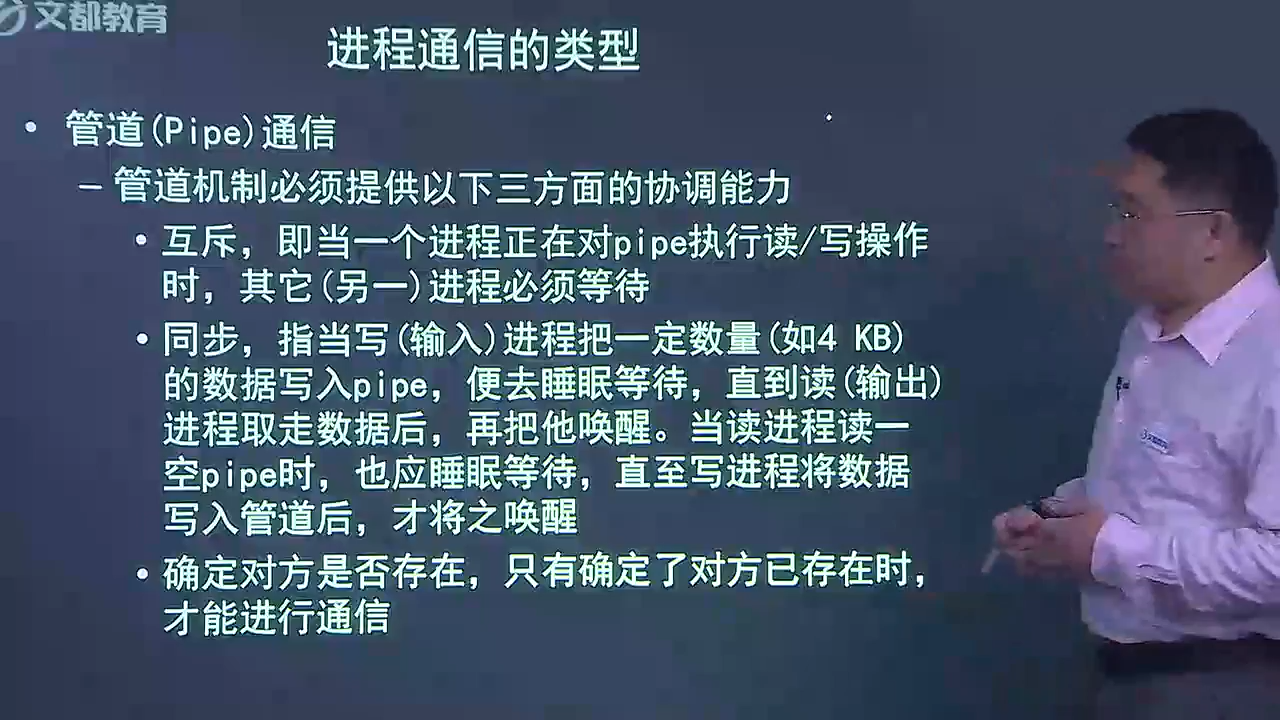 文都教育
进程通信的类型
• 管道(Pipe)通信
– 管道机制必须提供以下三方面的协调能力
• 互斥，即当一个进程正在对pipe执行读/写操作
时，其它(另一)进程必须等待
• 同步，指当写(输入)进程把一定数量(如4 KB)
的数据写入pipe，便去睡眠等待，直到读(输出)
进程取走数据后，再把他唤醒。当读进程读一
空pipe时，也应睡眠等待，直至写进程将数据
写入管道后，才将之唤醒
• 确定对方是否存在，只有确定了对方已存在时，
才能进行通信